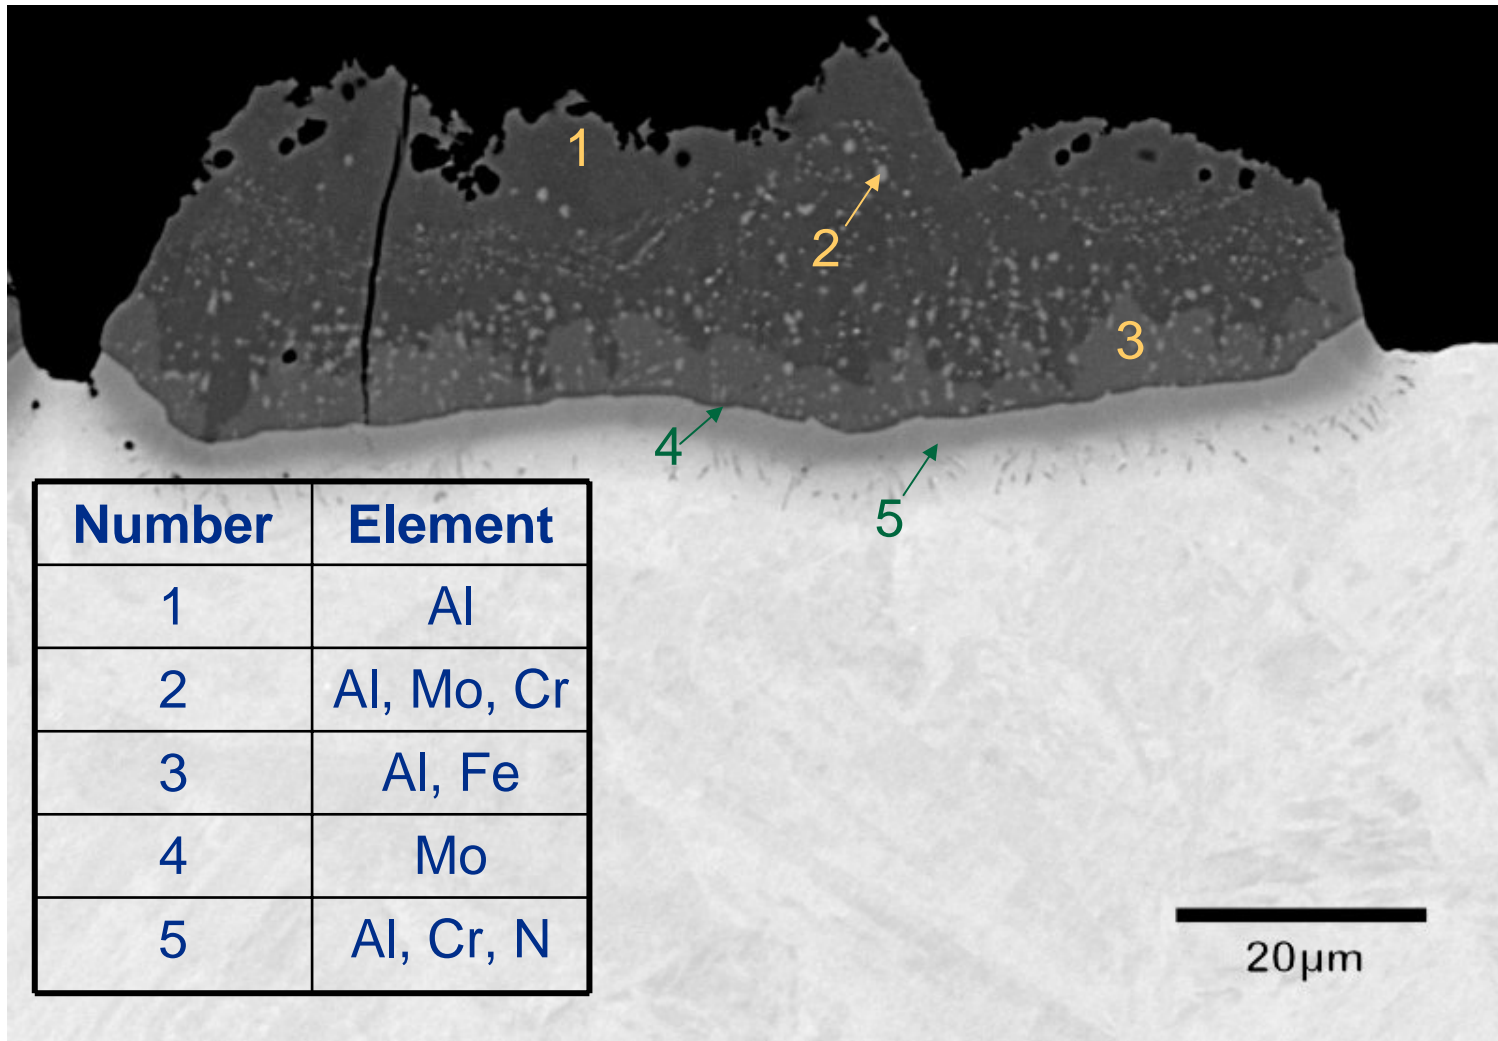 1
2
3
4
5
Number Element
1 Al
2 Al, Mo, Cr
3 Al, Fe
4 Mo
5 Al, Cr, N
20µm